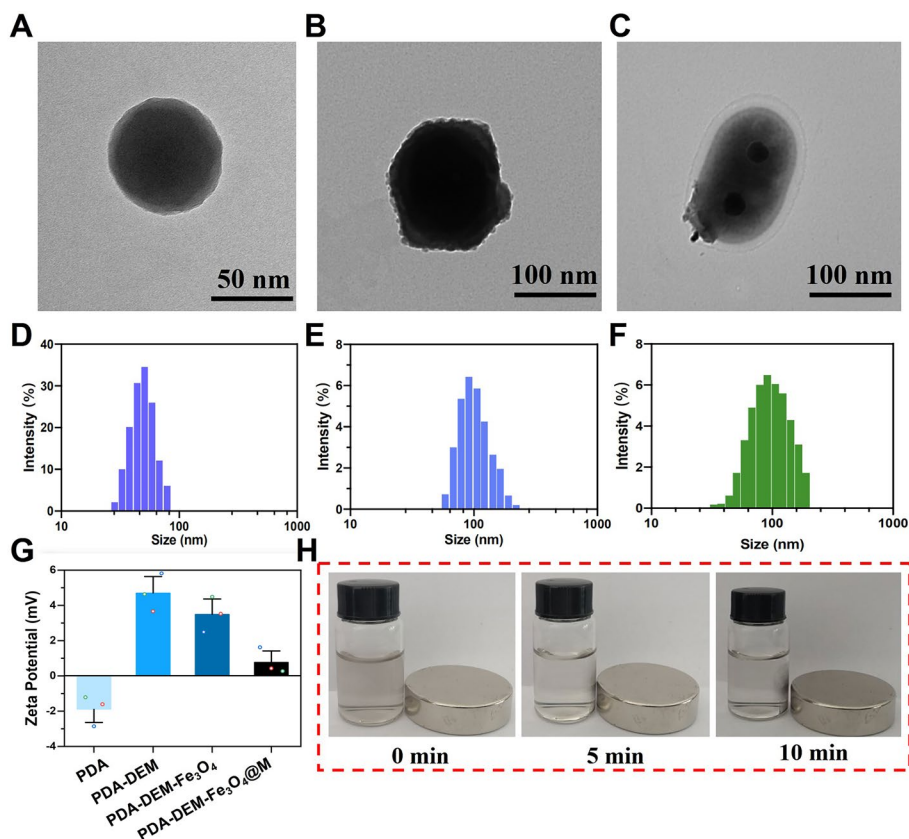 A
B
C
50 nm
100 nm
100 nm
D
E
F
Intensity (%)
40
30
20
10
0
10
100
1000
Size (nm)
Intensity (%)
8
6
4
2
0
10
100
1000
Size (nm)
Intensity (%)
8
6
4
2
0
10
100
1000
Size (nm)
G
Zeta Potential (mV)
6
4
2
0
-2
-4
PDA
PDA-DEM
PDA-DEM-Fe₃O₄
PDA-DEM-Fe₃O₄@M
H
0 min
5 min
10 min